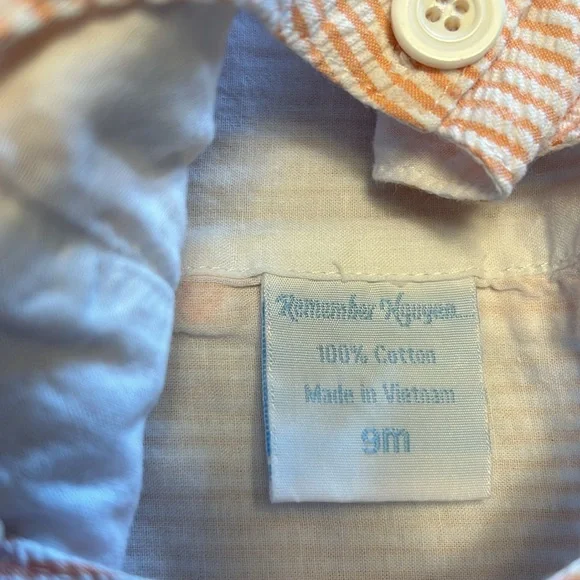 Remember Nguyen....
100% Cotton
Made in Vietnam
9m